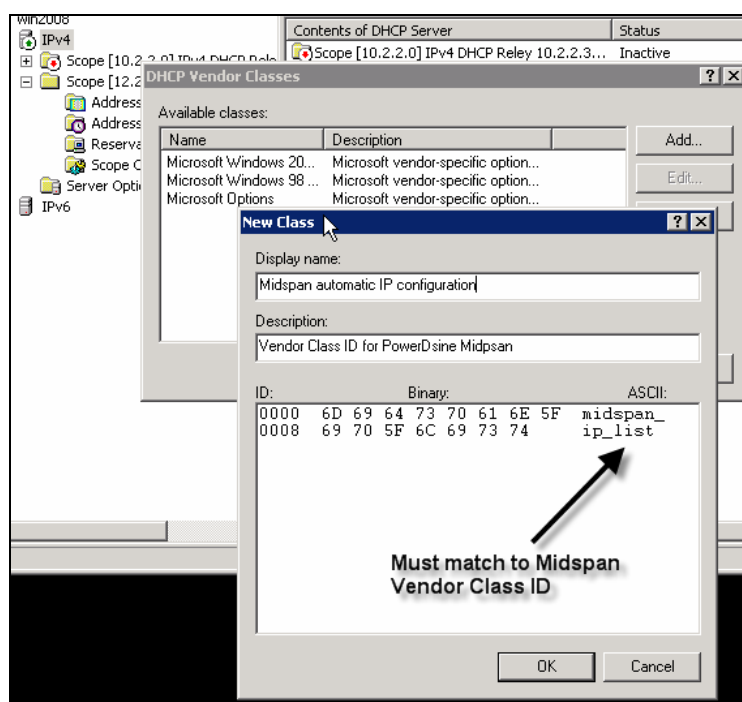 win2008
Contents of DHCP Server
Status
IPv4
Scope [10.2.2.0] IPv4 DHCP Reley 10.2.2.3... Inactive
Scope [10.2.2.0] IPv4 DHCP Rele
Scope [12.2
DHCP Vendor Classes
Address
Address
Reserva
Scope C
Server Opti
IPv6
Available classes:
Name Description
Add...
Microsoft Windows 20... Microsoft vendor-specific option...
Microsoft Windows 98 ... Microsoft vendor-specific option...
Edit...
Microsoft Options Microsoft vendor-specific option...
New Class
Display name:
Midspan automatic IP configuration
Description:
Vendor Class ID for PowerDsine Midpsan
ID: Binary: ASCII:
0000 6D 69 64 73 70 61 6E 5F midspan_
0008 69 70 5F 6C 69 73 74 ip_list
Must match to Midspan
Vendor Class ID
OK Cancel